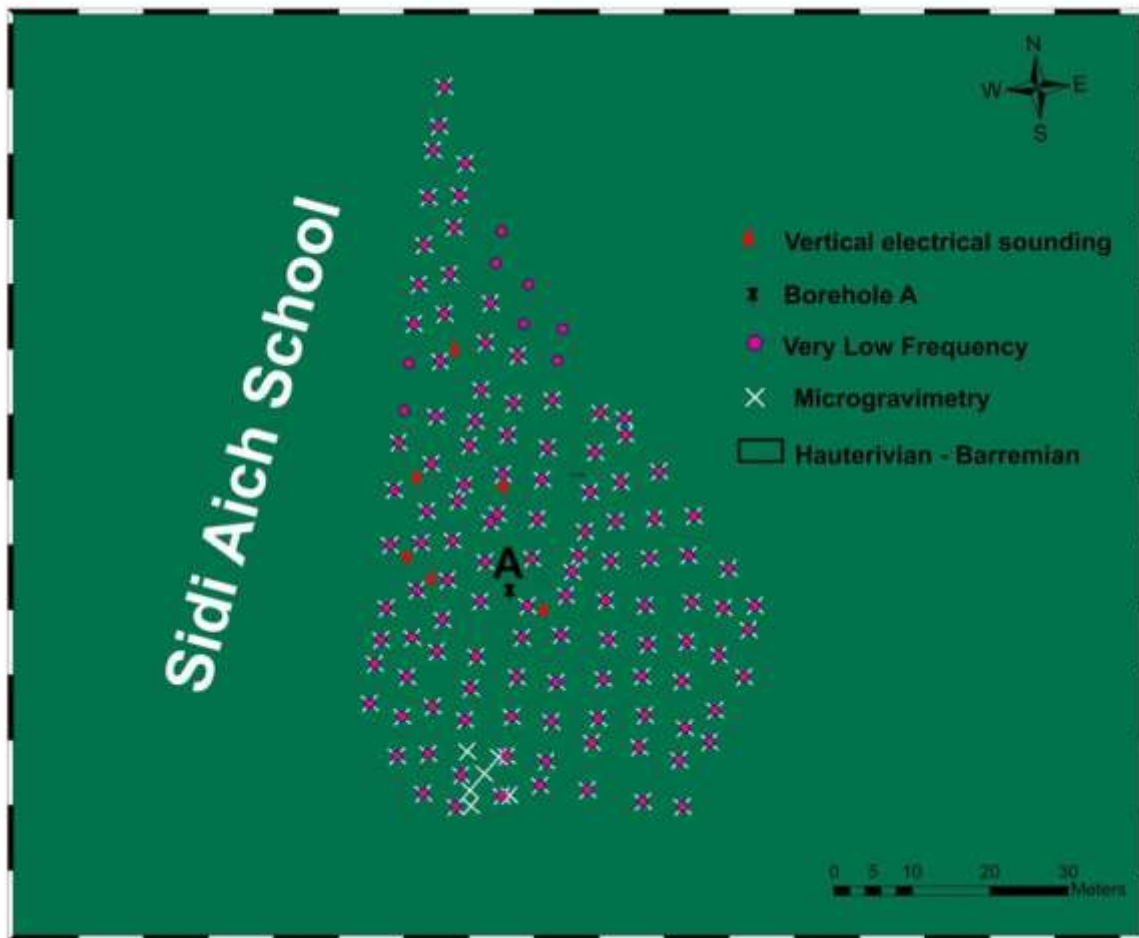 N
W E
S
Sidi Aich School
Vertical electrical sounding
Borehole A
Very Low Frequency
Microgravimetry
Hauterivian - Barremian
A
0 5 10 20 30
Meters